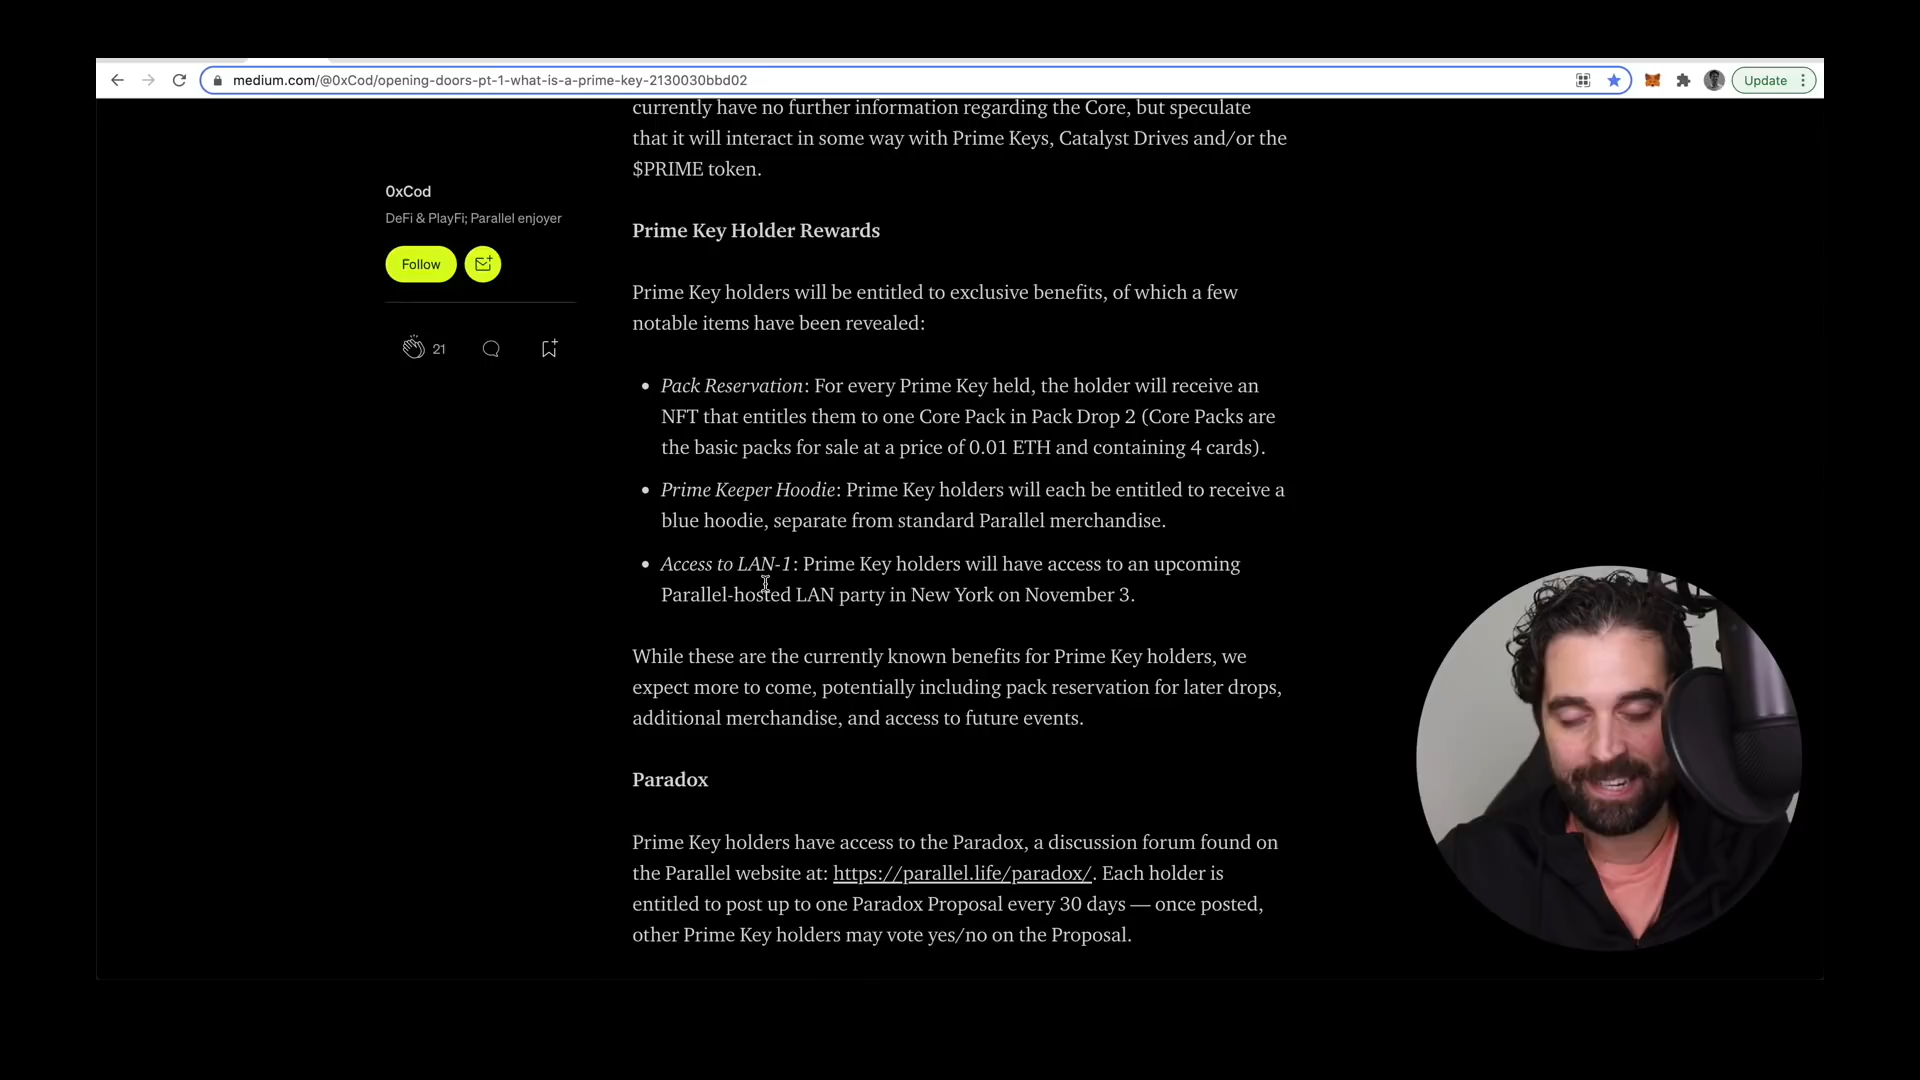 medium.com/@0xCod/opening-doors-pt-1-what-is-a-prime-key-2130030bbd02
Update
currently have no further information regarding the Core, but speculate
that it will interact in some way with Prime Keys, Catalyst Drives and/or the
$PRIME token.
0xCod
DeFi & PlayFi; Parallel enjoyer
Follow
21
Prime Key Holder Rewards
Prime Key holders will be entitled to exclusive benefits, of which a few
notable items have been revealed:
• Pack Reservation: For every Prime Key held, the holder will receive an
NFT that entitles them to one Core Pack in Pack Drop 2 (Core Packs are
the basic packs for sale at a price of 0.01 ETH and containing 4 cards).
• Prime Keeper Hoodie: Prime Key holders will each be entitled to receive a
blue hoodie, separate from standard Parallel merchandise.
• Access to LAN-1: Prime Key holders will have access to an upcoming
Parallel-hosted LAN party in New York on November 3.
While these are the currently known benefits for Prime Key holders, we
expect more to come, potentially including pack reservation for later drops,
additional merchandise, and access to future events.
Paradox
Prime Key holders have access to the Paradox, a discussion forum found on
the Parallel website at: https://parallel.life/paradox/. Each holder is
entitled to post up to one Paradox Proposal every 30 days — once posted,
other Prime Key holders may vote yes/no on the Proposal.